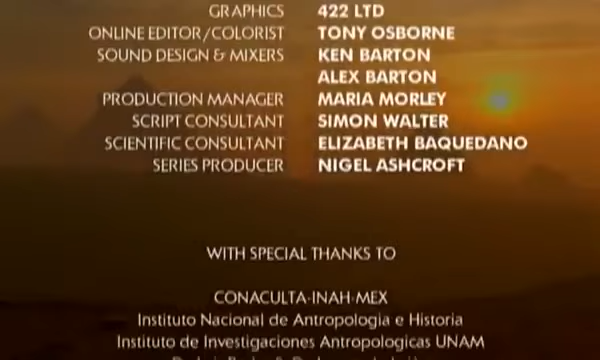 GRAPHICS 422 LTD
ONLINE EDITOR/COLORIST TONY OSBORNE
SOUND DESIGN & MIXERS KEN BARTON
ALEX BARTON
PRODUCTION MANAGER MARIA MORLEY
SCRIPT CONSULTANT SIMON WALTER
SCIENTIFIC CONSULTANT ELIZABETH BAQUEDANO
SERIES PRODUCER NIGEL ASHCROFT
WITH SPECIAL THANKS TO
CONACULTA-INAH-MEX
Instituto Nacional de Antropologia e Historia
Instituto de Investigaciones Antropologicas UNAM